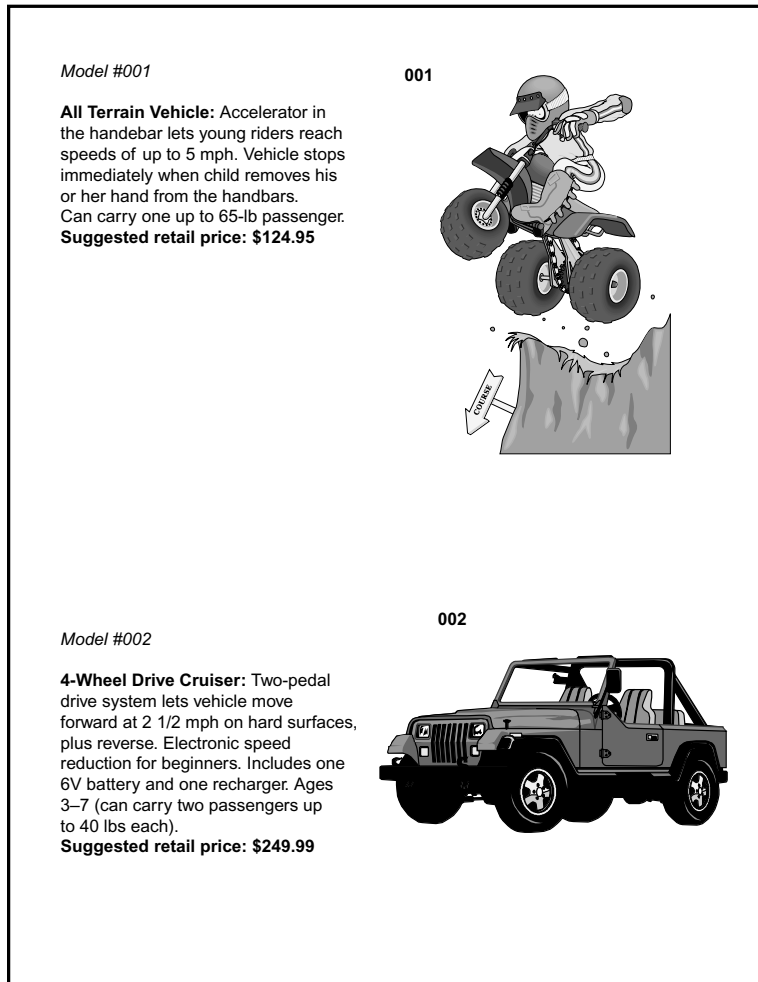 Model #001
001
All Terrain Vehicle: Accelerator in
the handebar lets young riders reach
speeds of up to 5 mph. Vehicle stops
immediately when child removes his
or her hand from the handbars.
Can carry one up to 65-lb passenger.
Suggested retail price: $124.95
COURSE
002
Model #002
4-Wheel Drive Cruiser: Two-pedal
drive system lets vehicle move
forward at 2 1/2 mph on hard surfaces,
plus reverse. Electronic speed
reduction for beginners. Includes one
6V battery and one recharger. Ages
3–7 (can carry two passengers up
to 40 lbs each).
Suggested retail price: $249.99